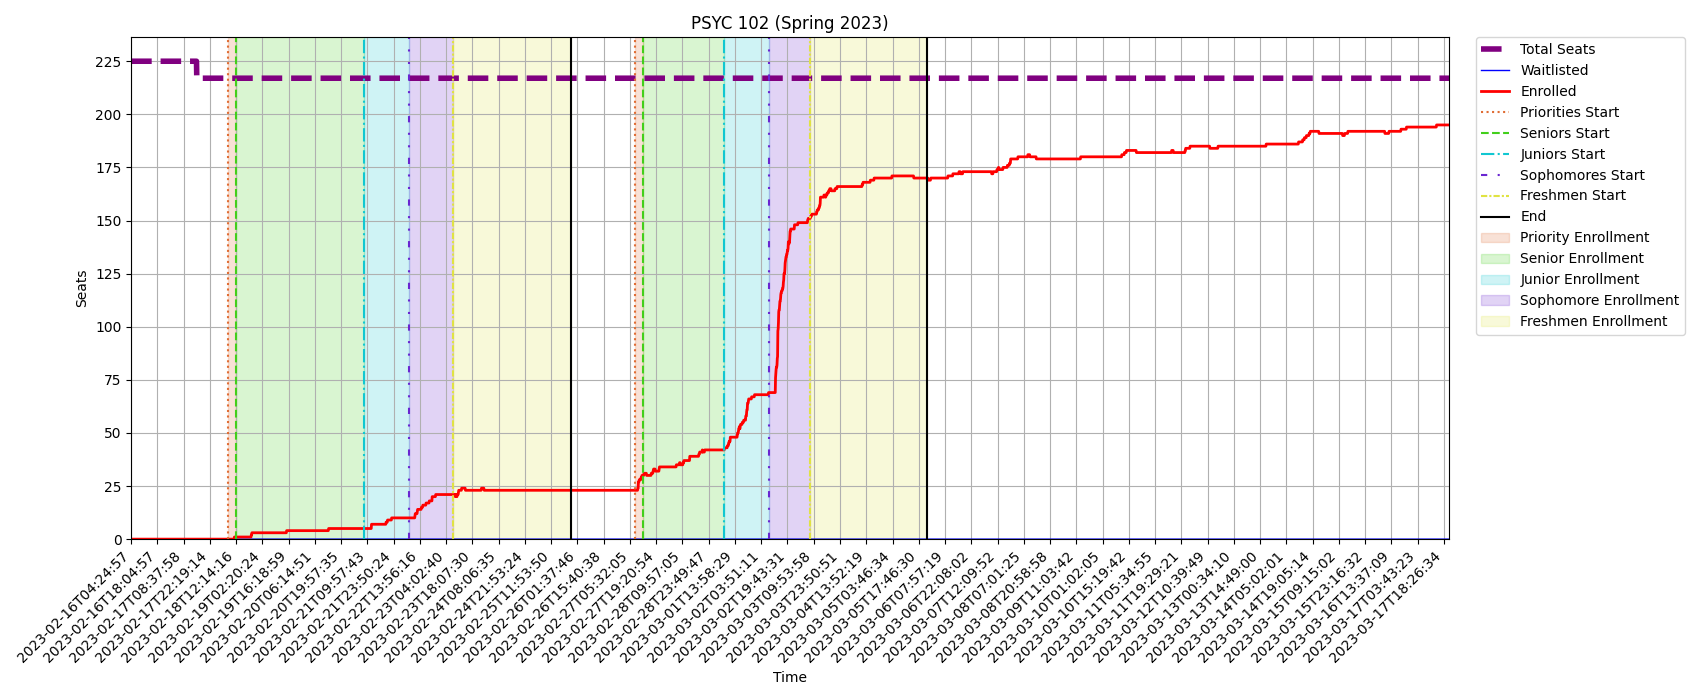 PSYC 102 (Spring 2023)
Seats
225
200
175
150
125
100
75
50
25
0
2023-02-16T04:24:57
2023-02-16T18:04:57
2023-02-17T08:37:58
2023-02-17T22:19:14
2023-02-18T12:14:16
2023-02-19T02:20:24
2023-02-19T16:18:59
2023-02-20T06:14:51
2023-02-20T19:57:35
2023-02-21T09:57:43
2023-02-21T23:50:24
2023-02-22T13:56:16
2023-02-23T04:02:40
2023-02-23T18:07:30
2023-02-24T08:06:35
2023-02-24T21:53:24
2023-02-25T11:53:50
2023-02-26T01:37:46
2023-02-26T15:40:38
2023-02-27T05:32:05
2023-02-27T19:20:54
2023-02-28T09:57:05
2023-02-28T23:49:47
2023-03-01T13:58:29
2023-03-02T03:51:11
2023-03-02T19:43:31
2023-03-03T09:53:58
2023-03-03T23:50:51
2023-03-04T13:52:19
2023-03-05T03:46:34
2023-03-05T17:46:30
2023-03-06T07:57:19
2023-03-06T22:08:02
2023-03-07T12:09:52
2023-03-08T07:01:25
2023-03-08T20:58:58
2023-03-09T11:03:42
2023-03-10T01:02:05
2023-03-10T15:19:42
2023-03-11T05:34:55
2023-03-11T19:29:21
2023-03-12T10:39:49
2023-03-13T00:34:10
2023-03-13T14:49:00
2023-03-14T05:02:01
2023-03-14T19:05:14
2023-03-15T09:15:02
2023-03-15T23:16:32
2023-03-16T13:37:09
2023-03-17T03:43:23
2023-03-17T18:26:34
Time
Total Seats
Waitlisted
Enrolled
Priorities Start
Seniors Start
Juniors Start
Sophomores Start
Freshmen Start
End
Priority Enrollment
Senior Enrollment
Junior Enrollment
Sophomore Enrollment
Freshmen Enrollment